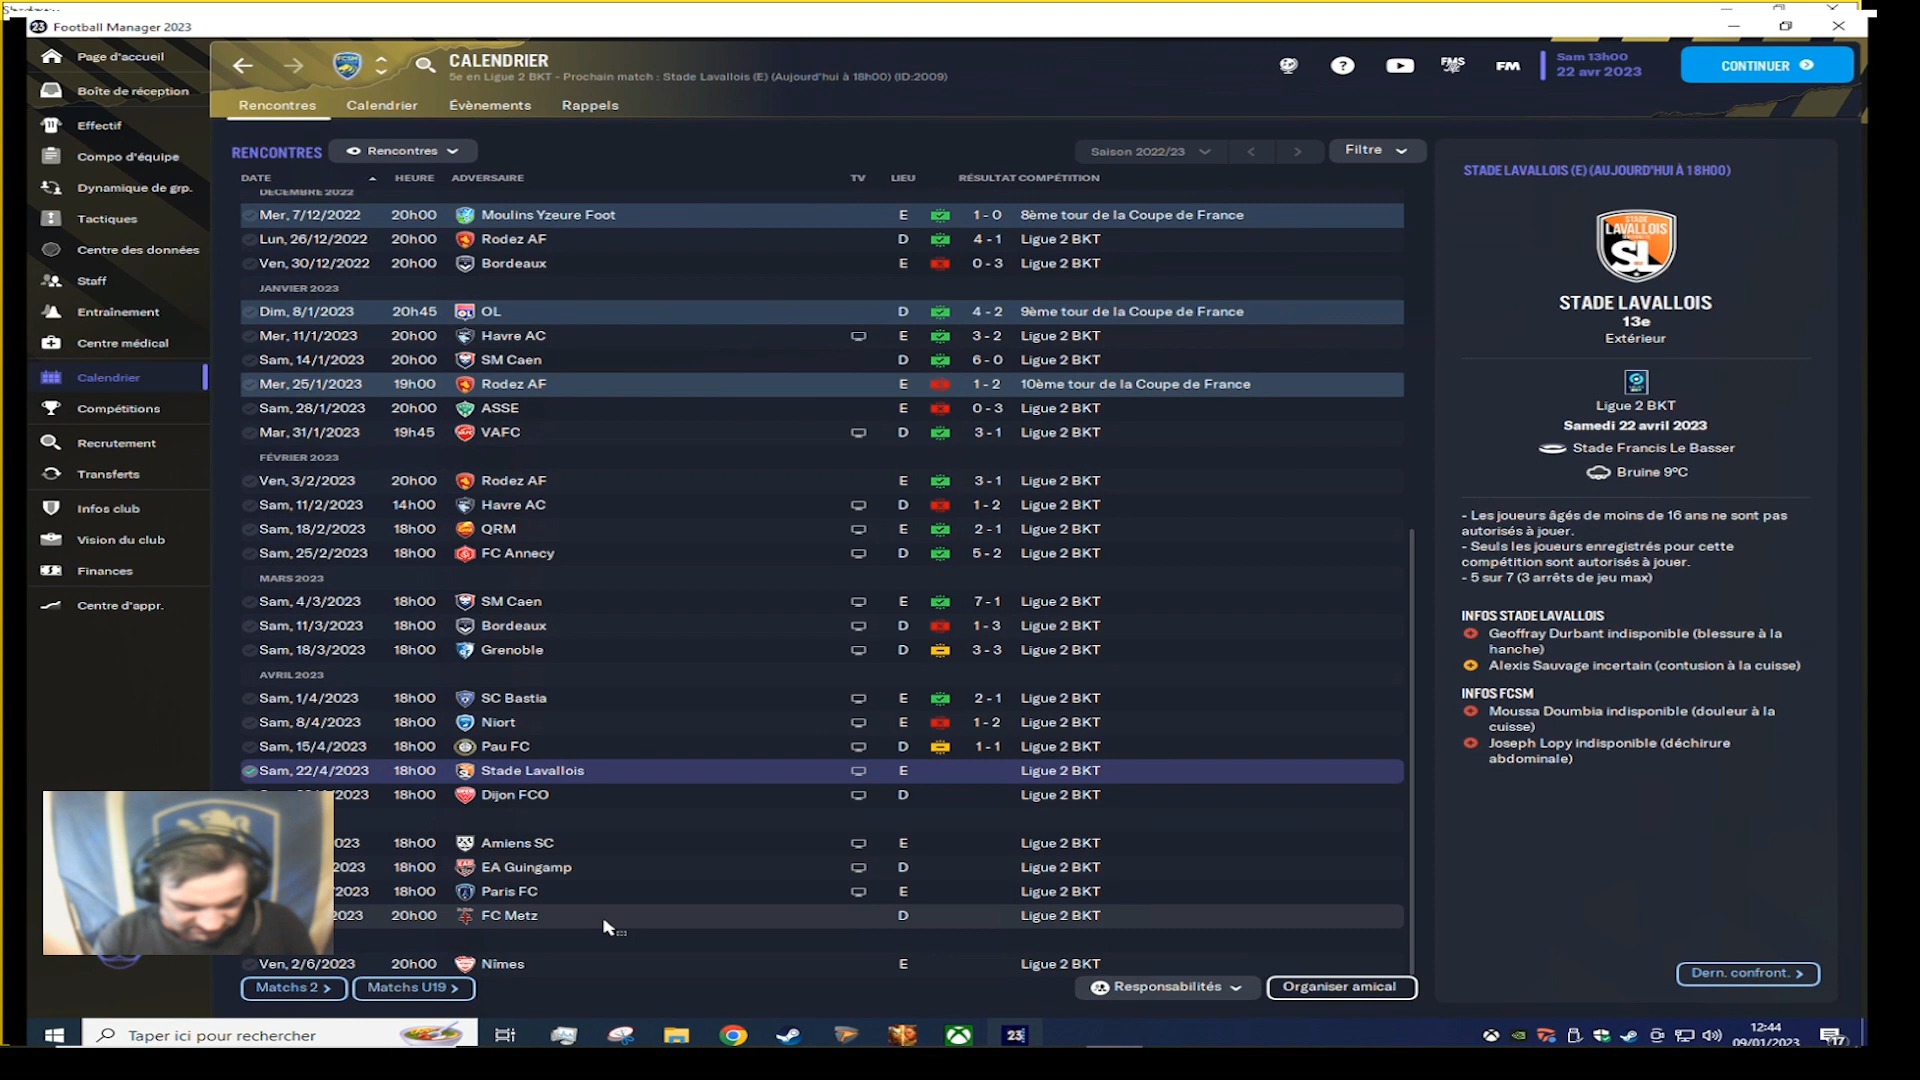 Football Manager 2023
Page d'accueil
Boîte de réception
Effectif
Compo d'équipe
Dynamique de grp.
Tactiques
Centre des données
Staff
Entraînement
Centre médical
Calendrier
Compétitions
Recrutement
Transferts
Infos club
Vision du club
Finances
Centre d'appr.
CALENDRIER
5e en Ligue 2 BKT - Prochain match : Stade Lavallois (E) (Aujourd'hui à 18h00) (ID:2009)
FMS
FM
Sam 13h00
22 avr 2023
CONTINUER
Rencontres Calendrier Évènements Rappels
RENCONTRES Rencontres Saison 2022/23 < > Filtre
DATE HEURE ADVERSAIRE TV LIEU RÉSULTAT COMPÉTITION
DÉCEMBRE 2022
Mer, 7/12/2022 20h00 Moulins Yzeure Foot E 1 - 0 8ème tour de la Coupe de France
Lun, 26/12/2022 20h00 Rodez AF D 4 - 1 Ligue 2 BKT
Ven, 30/12/2022 20h00 Bordeaux E 0 - 3 Ligue 2 BKT
JANVIER 2023
Dim, 8/1/2023 20h45 OL D 4 - 2 9ème tour de la Coupe de France
Mer, 11/1/2023 20h00 Havre AC E 3 - 2 Ligue 2 BKT
Sam, 14/1/2023 20h00 SM Caen D 6 - 0 Ligue 2 BKT
Mer, 25/1/2023 19h00 Rodez AF E 1 - 2 10ème tour de la Coupe de France
Sam, 28/1/2023 20h00 ASSE E 0 - 3 Ligue 2 BKT
Mar, 31/1/2023 19h45 VAFC D 3 - 1 Ligue 2 BKT
FÉVRIER 2023
Ven, 3/2/2023 20h00 Rodez AF E 3 - 1 Ligue 2 BKT
Sam, 11/2/2023 14h00 Havre AC D 1 - 2 Ligue 2 BKT
Sam, 18/2/2023 18h00 QRM E 2 - 1 Ligue 2 BKT
Sam, 25/2/2023 18h00 FC Annecy D 5 - 2 Ligue 2 BKT
MARS 2023
Sam, 4/3/2023 18h00 SM Caen E 7 - 1 Ligue 2 BKT
Sam, 11/3/2023 18h00 Bordeaux D 1 - 3 Ligue 2 BKT
Sam, 18/3/2023 18h00 Grenoble D 3 - 3 Ligue 2 BKT
AVRIL 2023
Sam, 1/4/2023 18h00 SC Bastia E 2 - 1 Ligue 2 BKT
Sam, 8/4/2023 18h00 Niort E 1 - 2 Ligue 2 BKT
Sam, 15/4/2023 18h00 Pau FC D 1 - 1 Ligue 2 BKT
Sam, 22/4/2023 18h00 Stade Lavallois E Ligue 2 BKT
2023 18h00 Dijon FCO D Ligue 2 BKT
023 18h00 Amiens SC E Ligue 2 BKT
2023 18h00 EA Guingamp D Ligue 2 BKT
2023 18h00 Paris FC E Ligue 2 BKT
2023 20h00 FC Metz D Ligue 2 BKT
Ven, 2/6/2023 20h00 Nîmes E Ligue 2 BKT
Matchs 2 > Matchs U19 > Responsabilités Organiser amical
STADE LAVALLOIS (E) (AUJOURD'HUI À 18H00)
STADE
LAVALLOIS
SL
STADE LAVALLOIS
13e
Extérieur
Ligue 2 BKT
Samedi 22 avril 2023
Stade Francis Le Basser
Bruine 9°C
- Les joueurs âgés de moins de 16 ans ne sont pas
autorisés à jouer.
- Seuls les joueurs enregistrés pour cette
compétition sont autorisés à jouer.
- 5 sur 7 (3 arrêts de jeu max)
INFOS STADE LAVALLOIS
Geoffray Durbant indisponible (blessure à la
hanche)
Alexis Sauvage incertain (contusion à la cuisse)
INFOS FCSM
Moussa Doumbia indisponible (douleur à la
cuisse)
Joseph Lopy indisponible (déchirure
abdominale)
Dern. confront. >
Taper ici pour rechercher
23
12:44
09/01/2023
17